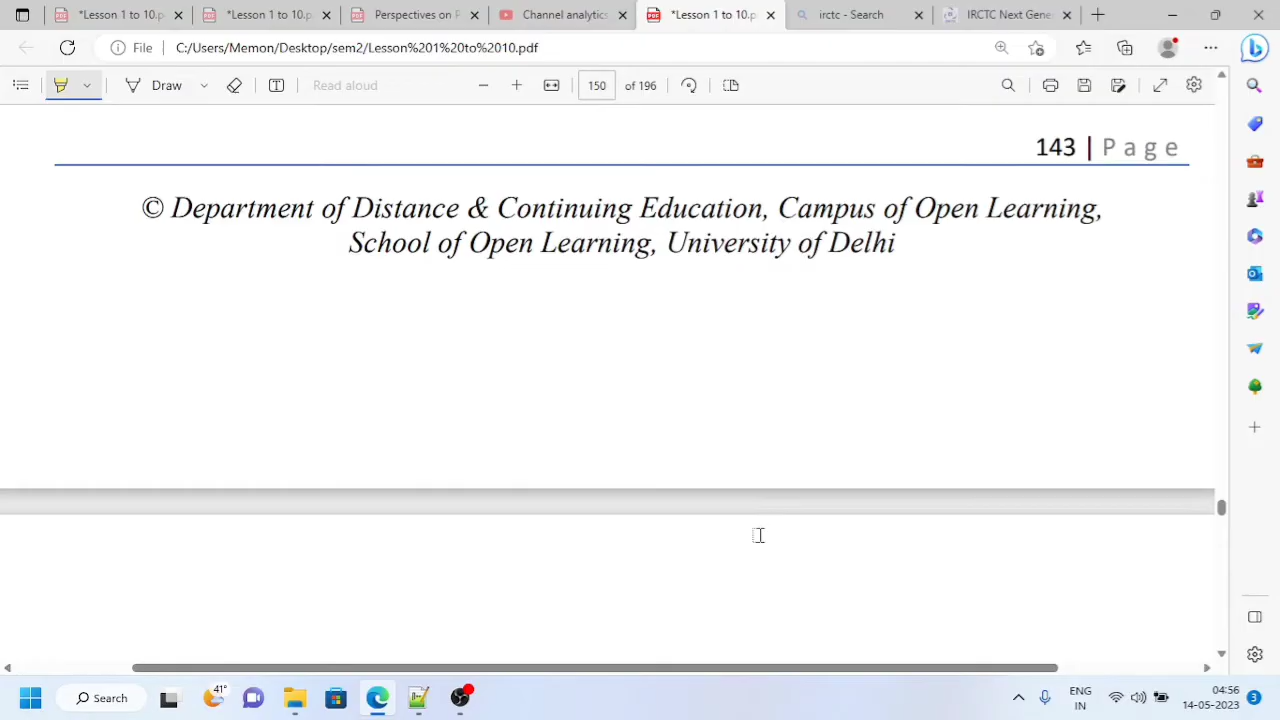 *Lesson 1 to 10.p
*Lesson 1 to 10.p
Perspectives on P
Channel analytics
*Lesson 1 to 10.p
irctc - Search
IRCTC Next Gene
File
C:/Users/Memon/Desktop/sem2/Lesson%201%20to%2010.pdf
Draw
Read aloud
150 of 196
143 | Page
© Department of Distance & Continuing Education, Campus of Open Learning,
School of Open Learning, University of Delhi
Search
41°
ENG
IN
04:56
14-05-2023
3